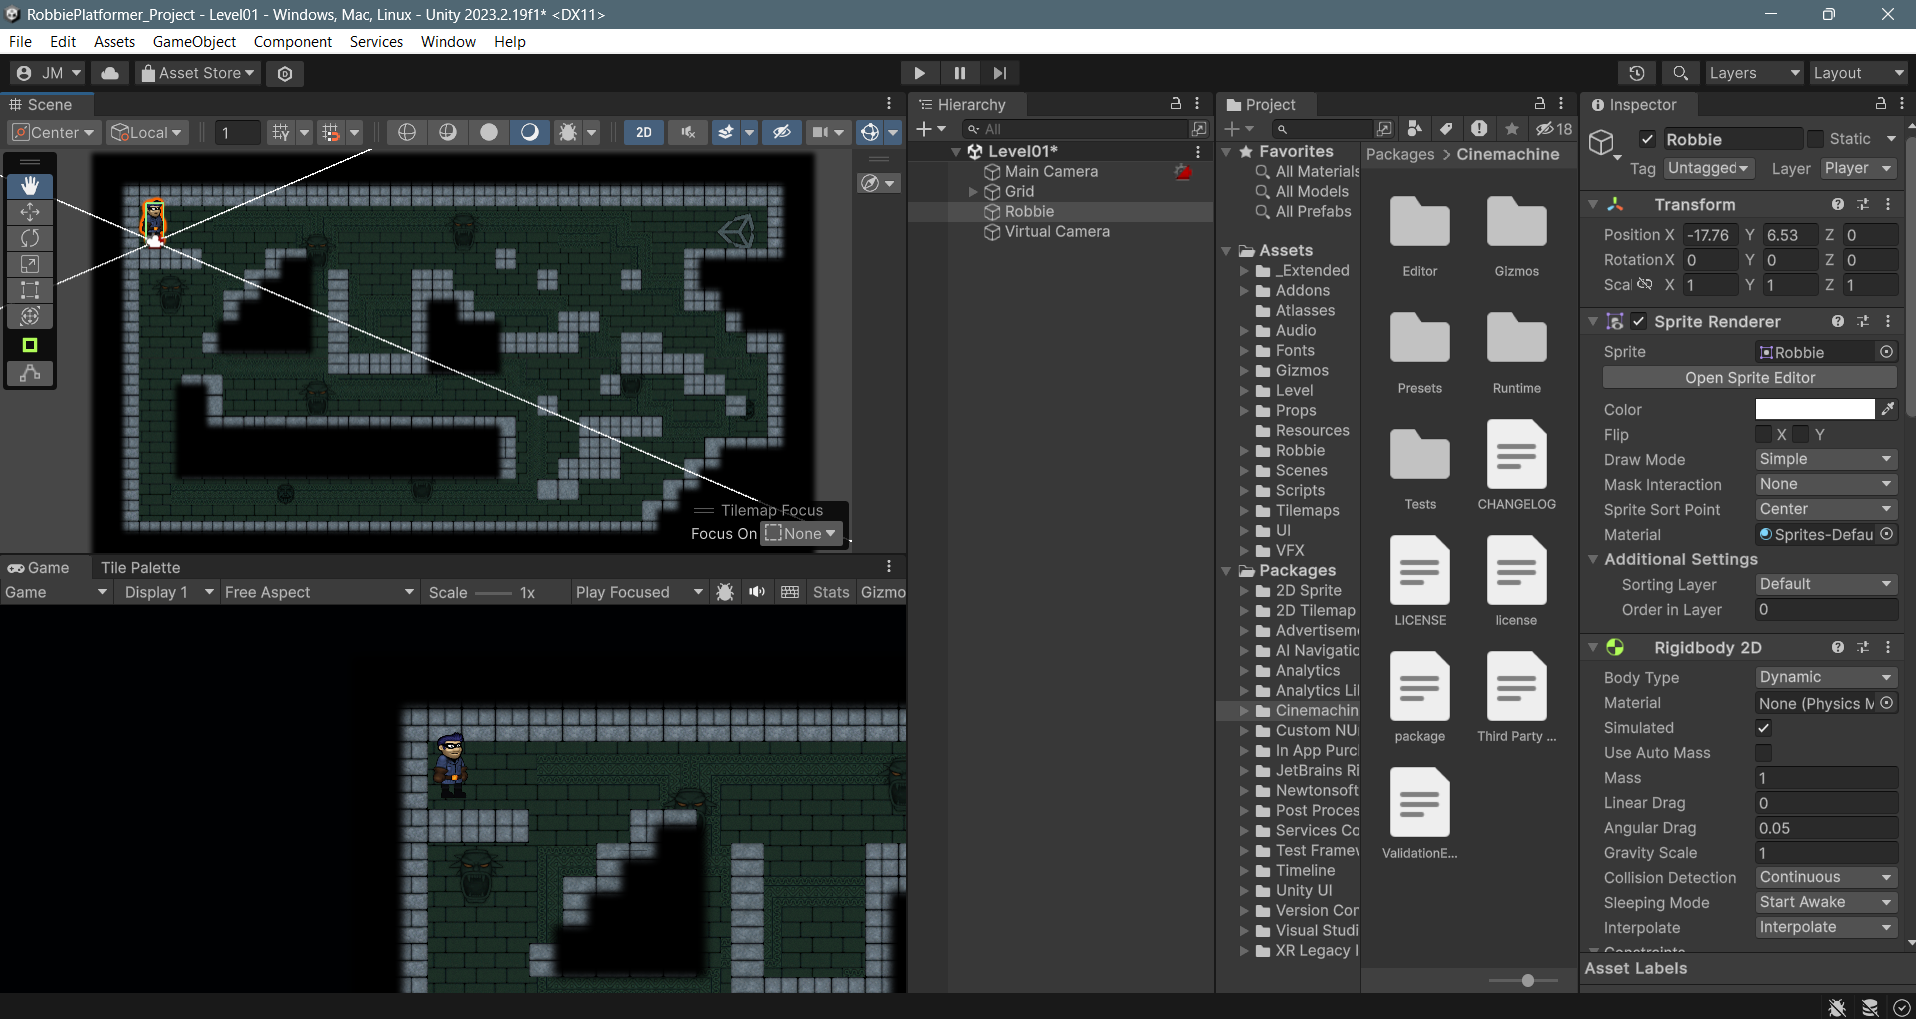 RobbiePlatformer_Project - Level01 - Windows, Mac, Linux - Unity 2023.2.19f1* <DX11>
File Edit Assets GameObject Component Services Window Help
JM Asset Store Layers Layout
Scene
Center Local 1 2D
Tilemap Focus
Focus On None
Game Tile Palette
Game Display 1 Free Aspect Scale 1x Play Focused Stats Gizmo
Hierarchy
All
Level01*
Main Camera
Grid
Robbie
Virtual Camera
Project
18
Favorites
All Materials
All Models
All Prefabs
Assets
_Extended
Addons
Atlasses
Audio
Fonts
Gizmos
Level
Props
Resources
Robbie
Scenes
Scripts
Tilemaps
UI
VFX
Packages
2D Sprite
2D Tilemap
Advertisem
AI Navigatic
Analytics
Analytics Li
Cinemachin
Custom NU
In App Purc
JetBrains Ri
Newtonsoft
Post Proces
Services Co
Test Framev
Timeline
Unity UI
Version Cor
Visual Studi
XR Legacy I
Packages > Cinemachine
Editor Gizmos
Presets Runtime
Tests CHANGELOG
LICENSE license
package Third Party ...
ValidationE...
Inspector
Robbie Static
Tag Untagged Layer Player
Transform
Position X -17.76 Y 6.53 Z 0
Rotation X 0 Y 0 Z 0
Scal X 1 Y 1 Z 1
Sprite Renderer
Sprite Robbie
Open Sprite Editor
Color
Flip X Y
Draw Mode Simple
Mask Interaction None
Sprite Sort Point Center
Material Sprites-Defau
Additional Settings
Sorting Layer Default
Order in Layer 0
Rigidbody 2D
Body Type Dynamic
Material None (Physics M
Simulated
Use Auto Mass
Mass 1
Linear Drag 0
Angular Drag 0.05
Gravity Scale 1
Collision Detection Continuous
Sleeping Mode Start Awake
Interpolate Interpolate
Asset Labels